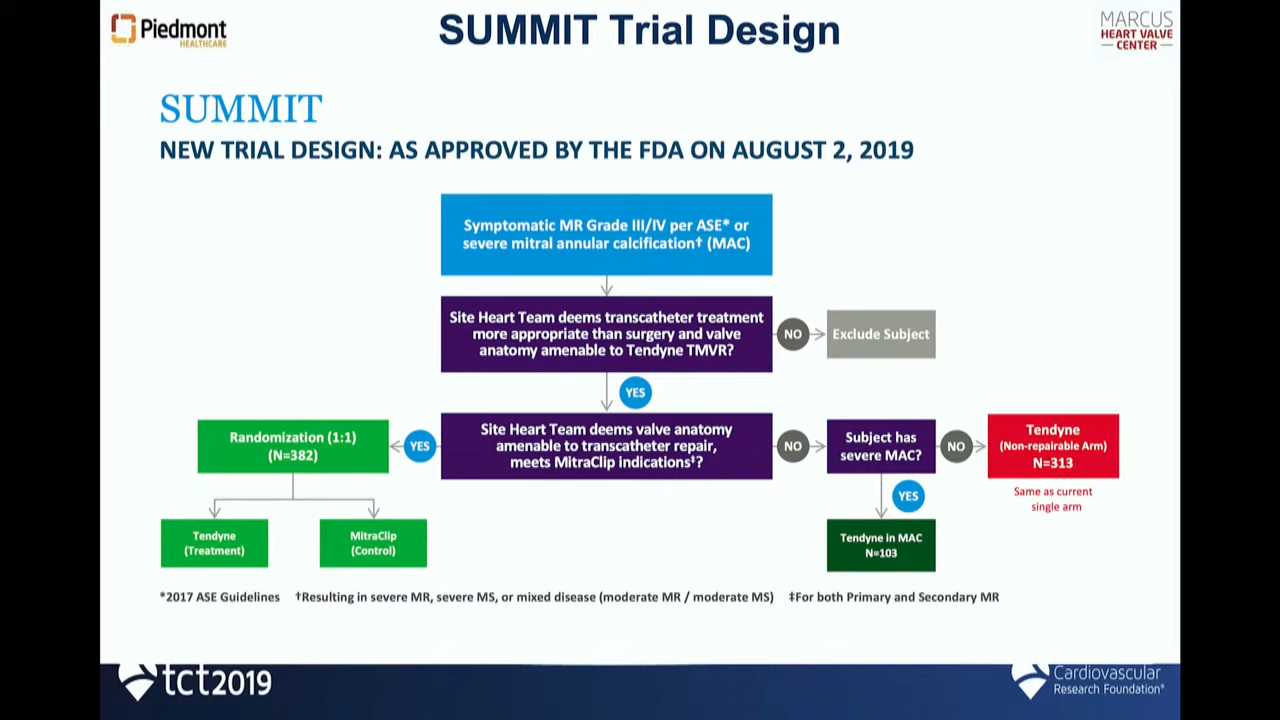 Piedmont
HEALTHCARE
SUMMIT Trial Design
MARCUS
HEART VALVE
CENTER
SUMMIT
NEW TRIAL DESIGN: AS APPROVED BY THE FDA ON AUGUST 2, 2019
Symptomatic MR Grade III/IV per ASE* or
severe mitral annular calcification† (MAC)
Site Heart Team deems transcatheter treatment
more appropriate than surgery and valve
anatomy amenable to Tendyne TMVR?
NO
Exclude Subject
YES
Randomization (1:1)
(N=382)
YES
Site Heart Team deems valve anatomy
amenable to transcatheter repair,
meets MitraClip indications‡?
NO
Subject has
severe MAC?
NO
Tendyne
(Non-repairable Arm)
N=313
Same as current
single arm
YES
Tendyne
(Treatment)
MitraClip
(Control)
Tendyne in MAC
N=103
*2017 ASE Guidelines †Resulting in severe MR, severe MS, or mixed disease (moderate MR / moderate MS) ‡For both Primary and Secondary MR
tct2019
Cardiovascular
Research Foundation®